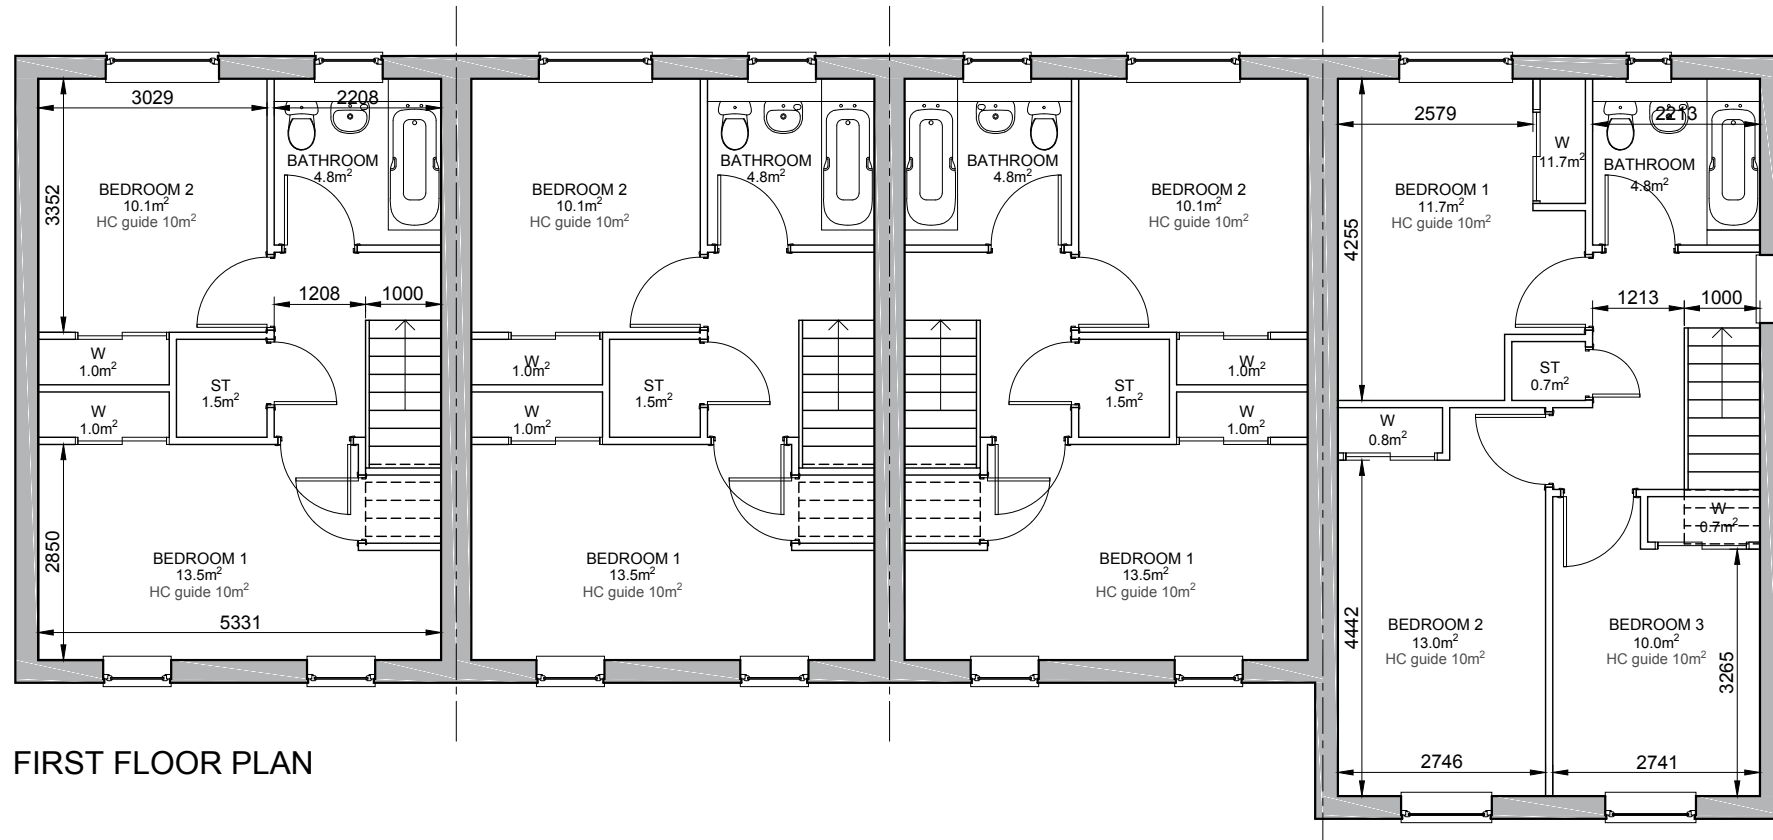 3029
2208
BATHROOM
4.8m²
BEDROOM 2
10.1m²
HC guide 10m²
3352
1208
1000
W
1.0m²
W
1.0m²
ST
1.5m²
2850
BEDROOM 1
13.5m²
HC guide 10m²
5331
BATHROOM
4.8m²
BEDROOM 2
10.1m²
HC guide 10m²
W
1.0m²
W
1.0m²
ST
1.5m²
BEDROOM 1
13.5m²
HC guide 10m²
BATHROOM
4.8m²
BEDROOM 2
10.1m²
HC guide 10m²
ST
1.5m²
W
1.0m²
W
1.0m²
BEDROOM 1
13.5m²
HC guide 10m²
2579
2213
W
11.7m²
BATHROOM
4.8m²
BEDROOM 1
11.7m²
HC guide 10m²
4255
1213
1000
ST
0.7m²
W
0.8m²
W
0.7m²
4442
BEDROOM 2
13.0m²
HC guide 10m²
BEDROOM 3
10.0m²
HC guide 10m²
3265
2746
2741
FIRST FLOOR PLAN